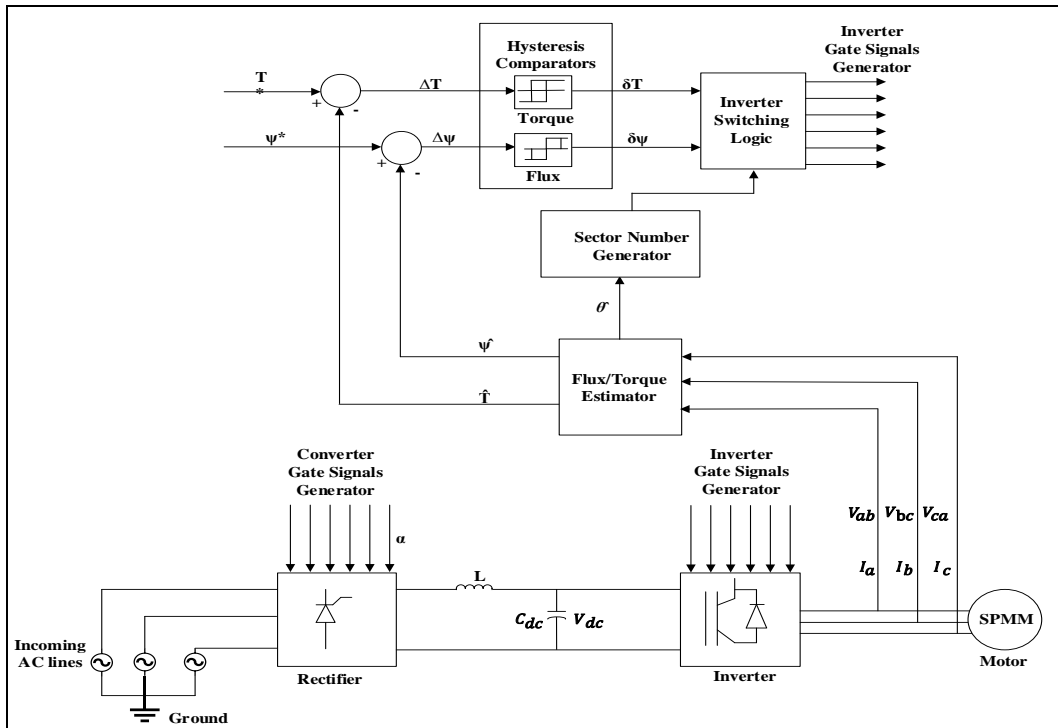 Inverter
Gate Signals
Generator
Hysteresis
Comparators
T
*
+
-
ΔT
Torque
δT
Inverter
Switching
Logic
ψ*
+
-
Δψ
Flux
δψ
Sector Number
Generator
θ̂
ψ̂
T̂
Flux/Torque
Estimator
Converter
Gate Signals
Generator
α
Inverter
Gate Signals
Generator
Vab Vbc Vca
Ia Ib Ic
L
Cdc Vdc
SPMM
Motor
Incoming
AC lines
Rectifier
Inverter
Ground